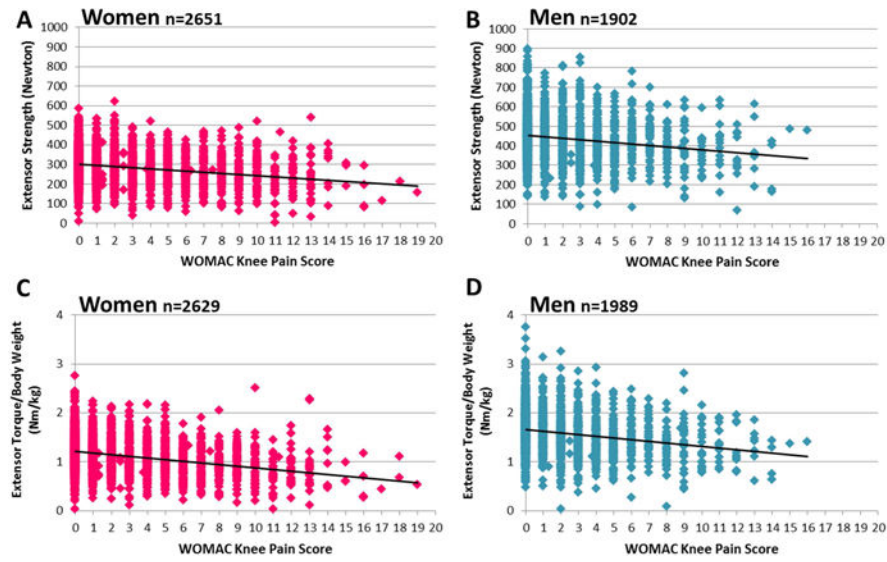 A
Women n=2651
Extensor Strength (Newton)
1000
900
800
700
600
500
400
300
200
100
0
0 1 2 3 4 5 6 7 8 9 10 11 12 13 14 15 16 17 18 19 20
WOMAC Knee Pain Score
B
Men n=1902
Extensor Strength (Newton)
1000
900
800
700
600
500
400
300
200
100
0
0 1 2 3 4 5 6 7 8 9 10 11 12 13 14 15 16 17 18 19 20
WOMAC Knee Pain Score
C
Women n=2629
Extensor Torque/Body Weight
(Nm/kg)
4
3
2
1
0
0 1 2 3 4 5 6 7 8 9 10 11 12 13 14 15 16 17 18 19 20
WOMAC Knee Pain Score
D
Men n=1989
Extensor Torque/Body Weight
(Nm/kg)
4
3
2
1
0
0 1 2 3 4 5 6 7 8 9 10 11 12 13 14 15 16 17 18 19 20
WOMAC Knee Pain Score